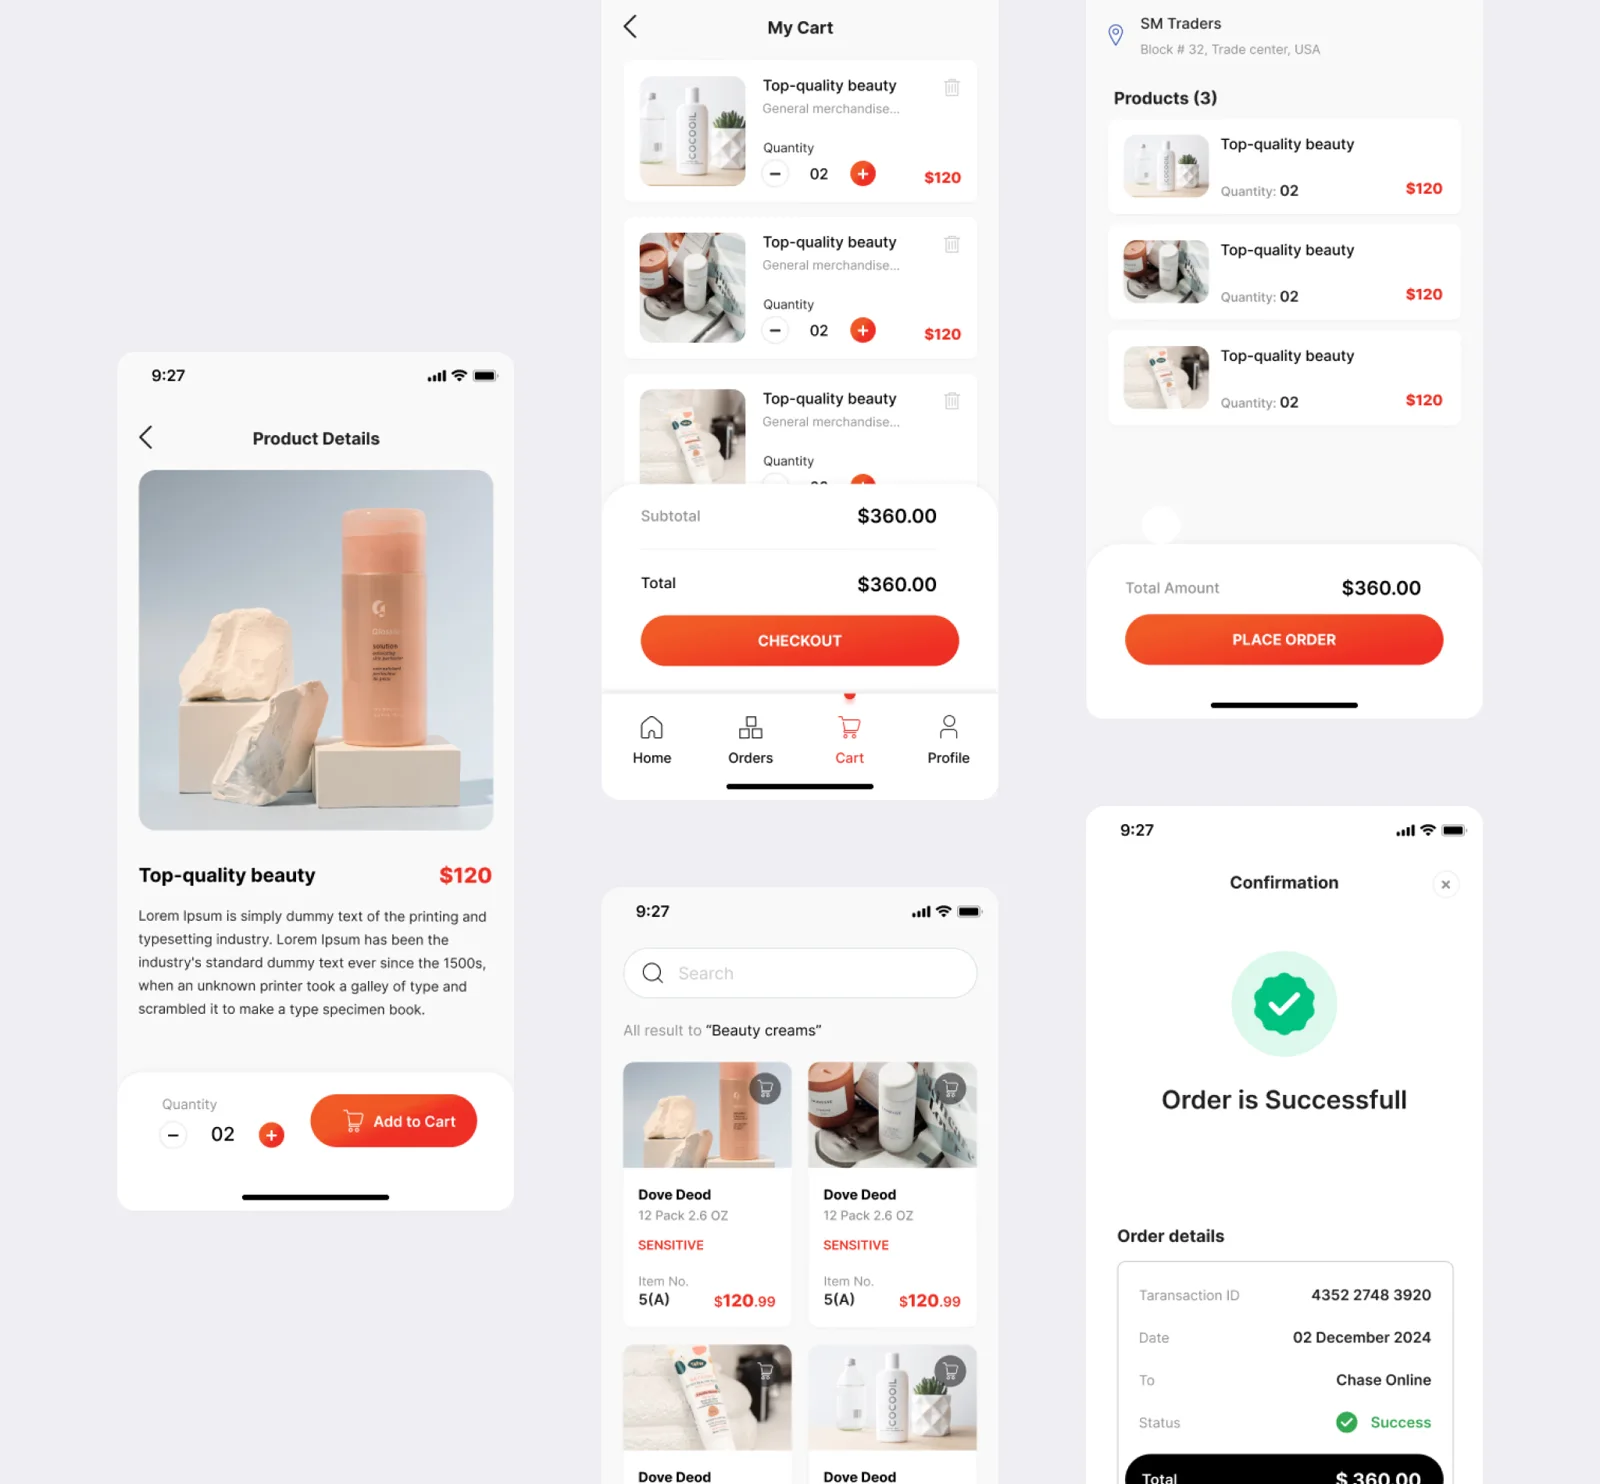 9:27
Product Details
Glossier
solution
Top-quality beauty
$120
Lorem Ipsum is simply dummy text of the printing and
typesetting industry. Lorem Ipsum has been the
industry's standard dummy text ever since the 1500s,
when an unknown printer took a galley of type and
scrambled it to make a type specimen book.
Quantity
02
Add to Cart
My Cart
COCOOIL
Top-quality beauty
General merchandise...
Quantity
02
$120
Top-quality beauty
General merchandise...
Quantity
02
$120
Top-quality beauty
General merchandise...
Quantity
Subtotal
$360.00
Total
$360.00
CHECKOUT
Home
Orders
Cart
Profile
9:27
Search
All result to “Beauty creams”
Dove Deod
12 Pack 2.6 OZ
SENSITIVE
Item No.
5(A)
$120.99
Dove Deod
12 Pack 2.6 OZ
SENSITIVE
Item No.
5(A)
$120.99
COCOOIL
Dove Deod
Dove Deod
SM Traders
Block # 32, Trade center, USA
Products (3)
COCOOIL
Top-quality beauty
Quantity: 02
$120
Top-quality beauty
Quantity: 02
$120
Top-quality beauty
Quantity: 02
$120
Total Amount
$360.00
PLACE ORDER
9:27
Confirmation
Order is Successfull
Order details
Taransaction ID
4352 2748 3920
Date
02 December 2024
To
Chase Online
Status
Success
Total
$ 360.00